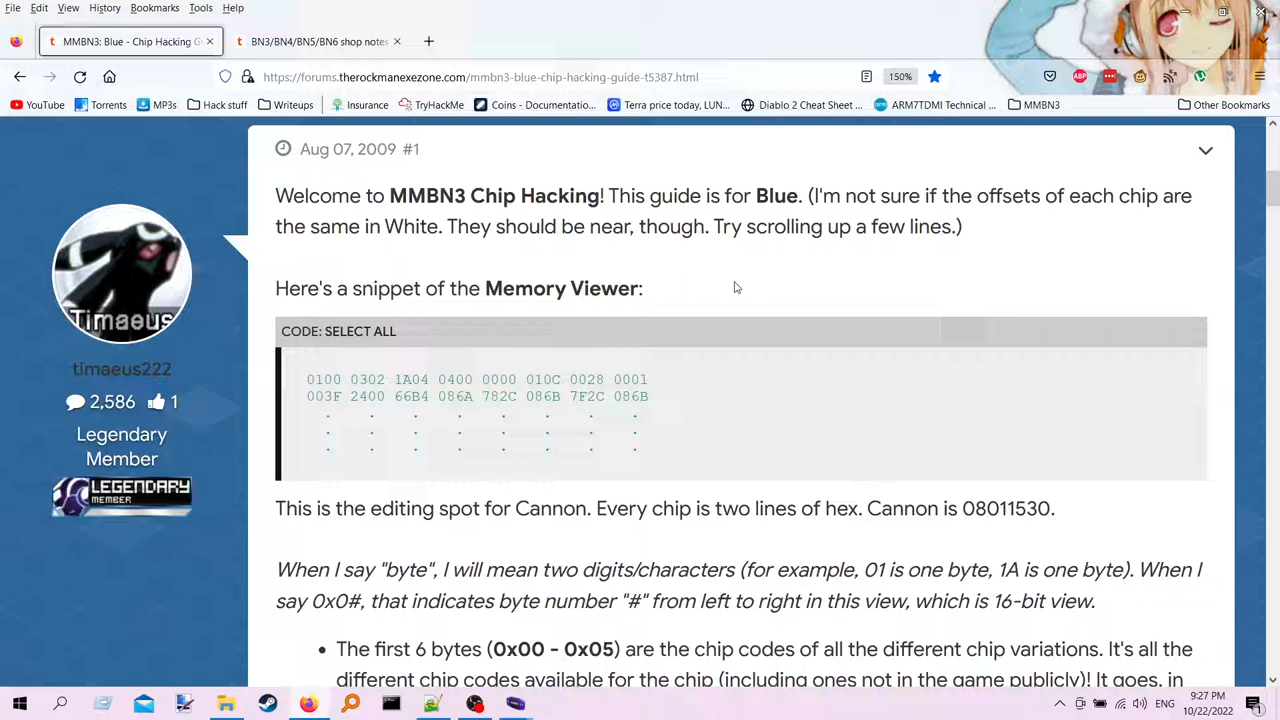 File Edit View History Bookmarks Tools Help
MMBN3: Blue - Chip Hacking Gu
BN3/BN4/BN5/BN6 shop notes
https://forums.therockmanexezone.com/mmbn3-blue-chip-hacking-guide-t5387.html
150%
YouTube Torrents MP3s Hack stuff Writeups Insurance TryHackMe Coins - Documentatio... Terra price today, LUN... Diablo 2 Cheat Sheet ... ARM7TDMI Technical ... MMBN3 Other Bookmarks
Aug 07, 2009 #1
Welcome to MMBN3 Chip Hacking! This guide is for Blue. (I'm not sure if the offsets of each chip are
the same in White. They should be near, though. Try scrolling up a few lines.)
Here's a snippet of the Memory Viewer:
CODE: SELECT ALL
0100 0302 1A04 0400 0000 010C 0028 0001
003F 2400 66B4 086A 782C 086B 7F2C 086B
. . . . . . . .
. . . . . . . .
. . . . . . . .
This is the editing spot for Cannon. Every chip is two lines of hex. Cannon is 08011530.
When I say "byte", I will mean two digits/characters (for example, 01 is one byte, 1A is one byte). When I
say 0x0#, that indicates byte number "#" from left to right in this view, which is 16-bit view.
• The first 6 bytes (0x00 - 0x05) are the chip codes of all the different chip variations. It's all the
different chip codes available for the chip (including ones not in the game publicly)! It goes, in
Timaeus
timaeus222
2,586 1
Legendary
Member
LEGENDARY
MEMBER
ENG
9:27 PM
10/22/2022